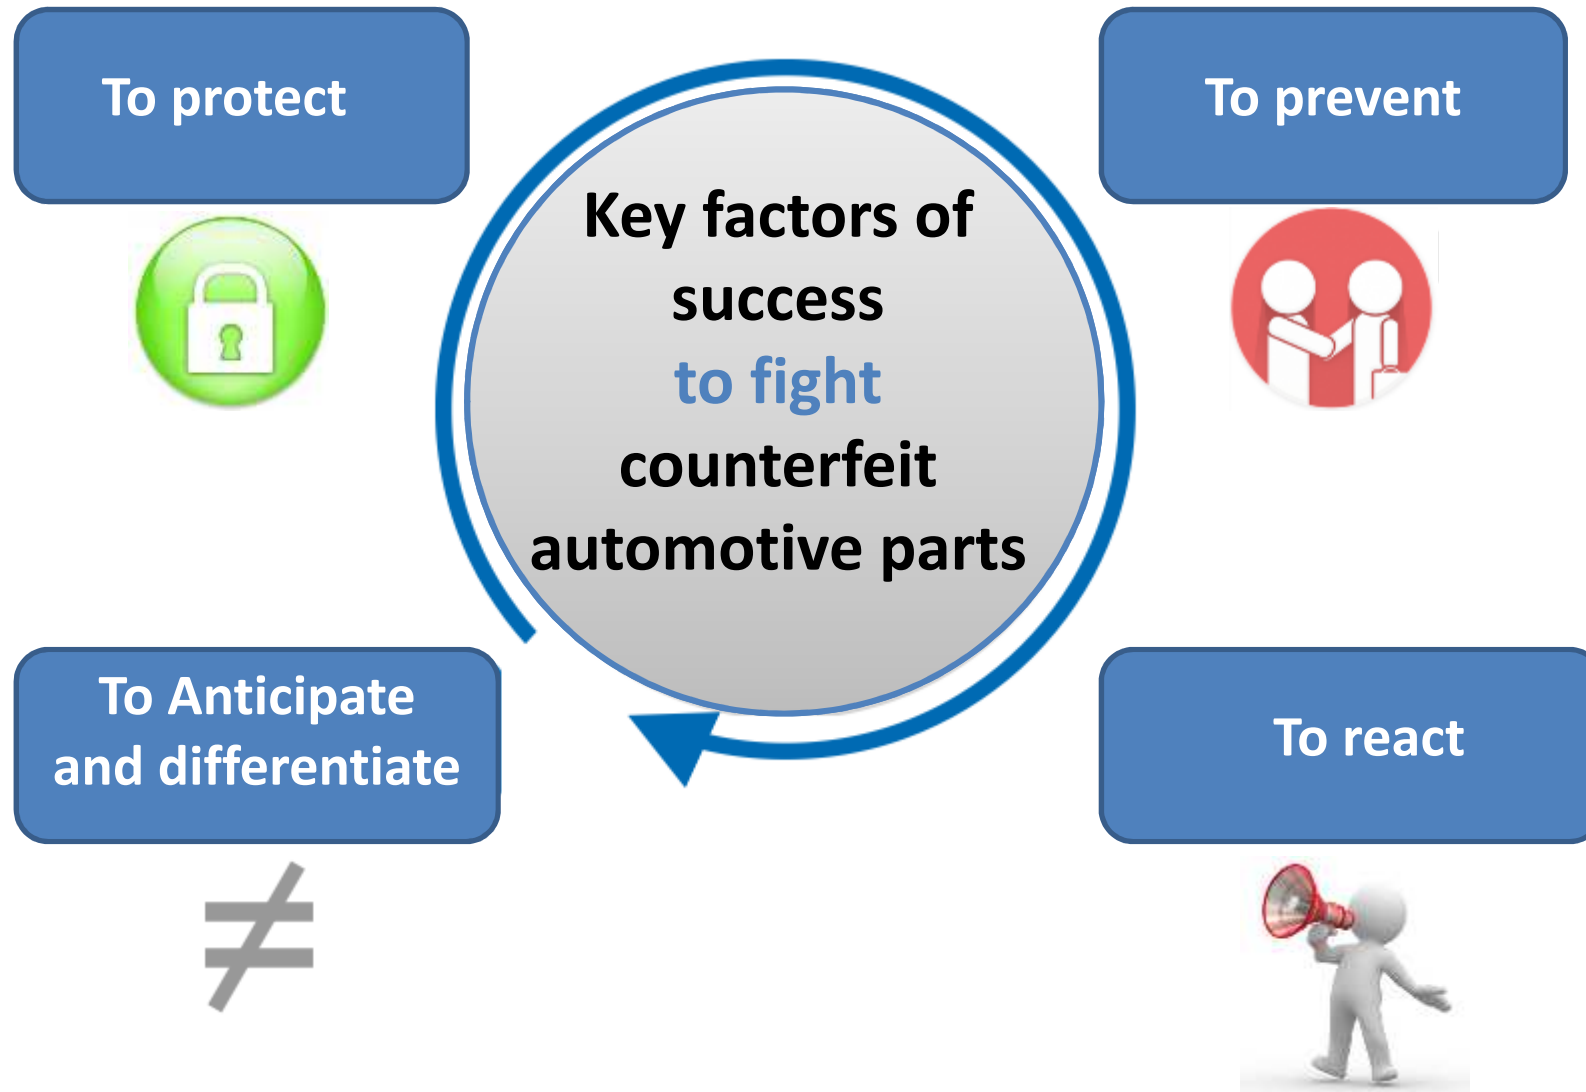 To protect
To prevent
Key factors of
success
to fight
counterfeit
automotive parts
To Anticipate
and differentiate
To react